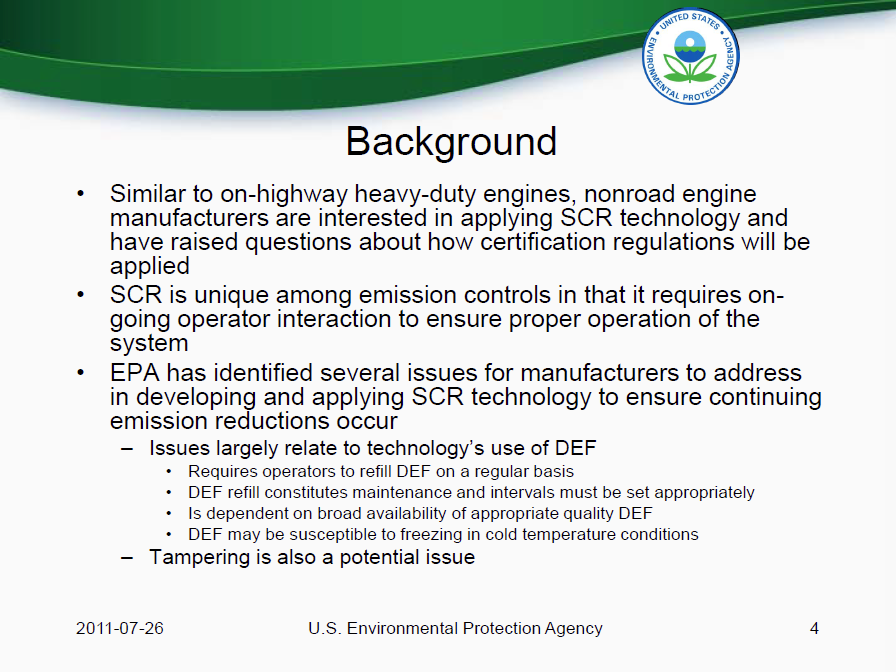 UNITED STATES
ENVIRONMENTAL PROTECTION AGENCY
Background
• Similar to on-highway heavy-duty engines, nonroad engine
manufacturers are interested in applying SCR technology and
have raised questions about how certification regulations will be
applied
• SCR is unique among emission controls in that it requires on-
going operator interaction to ensure proper operation of the
system
• EPA has identified several issues for manufacturers to address
in developing and applying SCR technology to ensure continuing
emission reductions occur
– Issues largely relate to technology's use of DEF
• Requires operators to refill DEF on a regular basis
• DEF refill constitutes maintenance and intervals must be set appropriately
• Is dependent on broad availability of appropriate quality DEF
• DEF may be susceptible to freezing in cold temperature conditions
– Tampering is also a potential issue
2011-07-26 U.S. Environmental Protection Agency 4